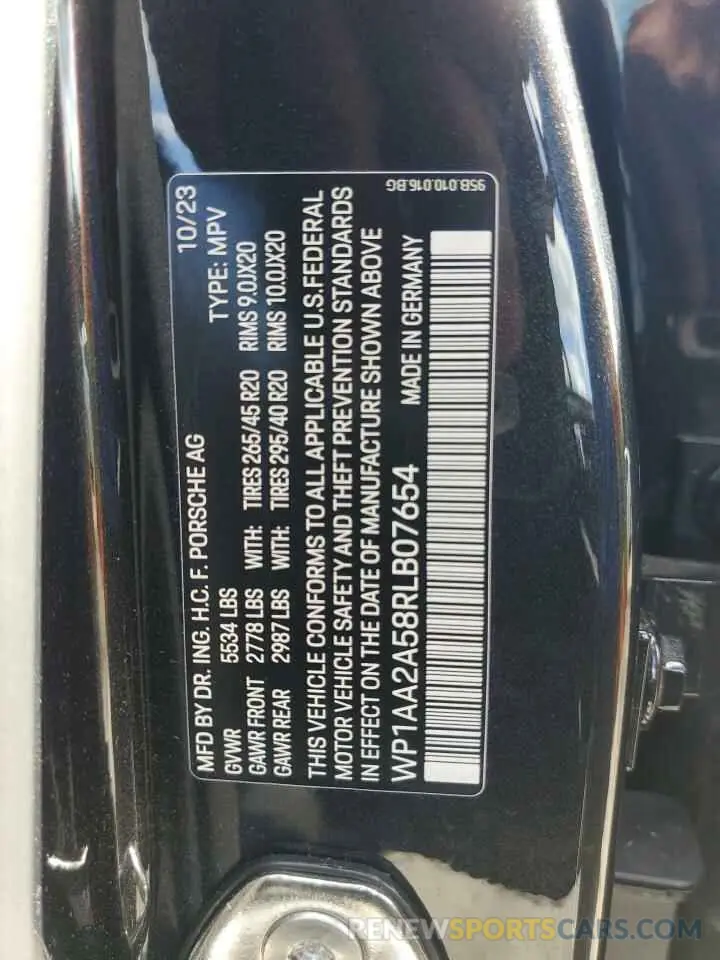 MFD BY DR. ING. H.C. F. PORSCHE AG 10/23
GVWR 5534 LBS TYPE: MPV
GAWR FRONT 2778 LBS WITH: TIRES 265/45 R20 RIMS 9.0JX20
GAWR REAR 2987 LBS WITH: TIRES 295/40 R20 RIMS 10.0JX20
THIS VEHICLE CONFORMS TO ALL APPLICABLE U.S. FEDERAL
MOTOR VEHICLE SAFETY AND THEFT PREVENTION STANDARDS
IN EFFECT ON THE DATE OF MANUFACTURE SHOWN ABOVE
WP1AA2A58RLB07654 MADE IN GERMANY
95B.010.016.BG
RENEWSPORTSCARS.COM